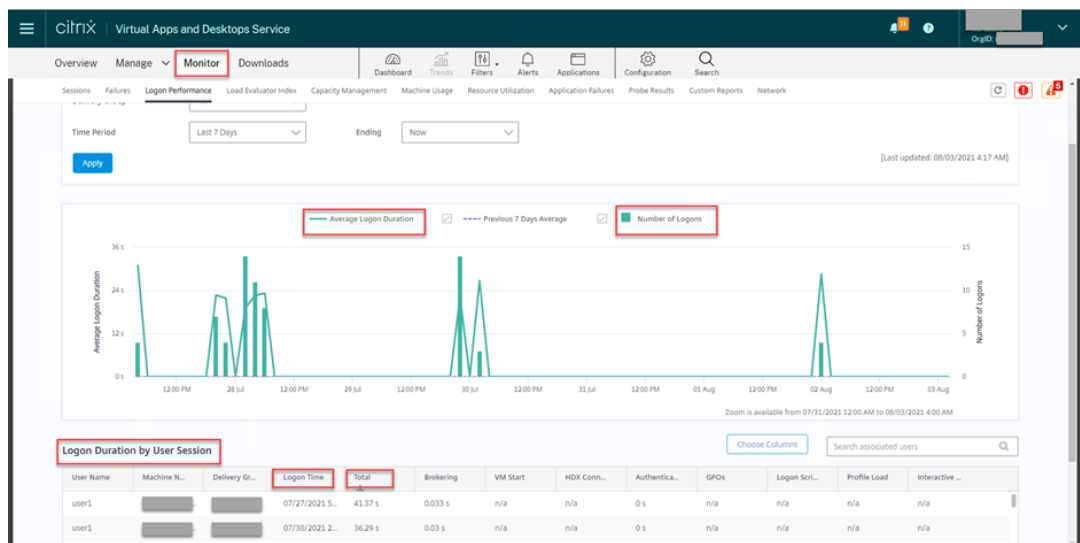 citrix | Virtual Apps and Desktops Service 11 ?
OrgID:
Overview Manage Monitor Downloads Dashboard Trends Filters Alerts Applications Configuration Search
Sessions Failures Logon Performance Load Evaluator Index Capacity Management Machine Usage Resource Utilization Application Failures Probe Results Custom Reports Network 5
Time Period Last 7 Days Ending Now
Apply [Last updated: 08/03/2021 4:17 AM]
Average Logon Duration Previous 7 Days Average Number of Logons
36 s 15
24 s 10
12 s 5
0 s 0
Average Logon Duration
Number of Logons
12:00 PM 28 Jul 12:00 PM 29 Jul 12:00 PM 30 Jul 12:00 PM 31 Jul 12:00 PM 01 Aug 12:00 PM 02 Aug 12:00 PM 03 Aug
Zoom is available from 07/31/2021 12:00 AM to 08/03/2021 4:00 AM
Logon Duration by User Session Choose Columns Search associated users
User Name Machine N... Delivery Gr... Logon Time Total Brokering VM Start HDX Conn... Authentica... GPOs Logon Scri... Profile Load Interactive ...
user1 07/27/2021 5... 41.37 s 0.033 s n/a n/a 0 s n/a n/a n/a n/a
user1 07/30/2021 2... 36.29 s 0.03 s n/a n/a 0 s n/a n/a n/a n/a